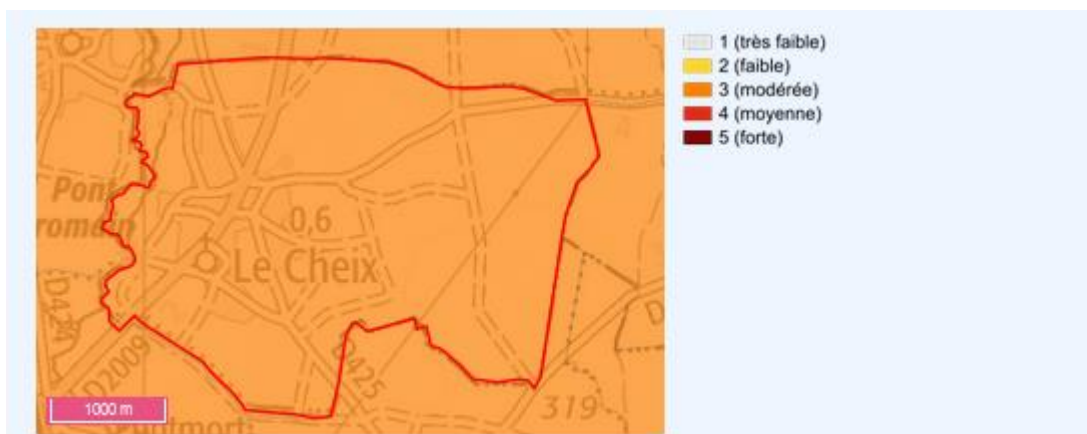 1 (très faible)
2 (faible)
3 (modérée)
4 (moyenne)
5 (forte)
Pont
romain
0,6
Le Cheix
D424
D2009
D425
D
319
1000 m